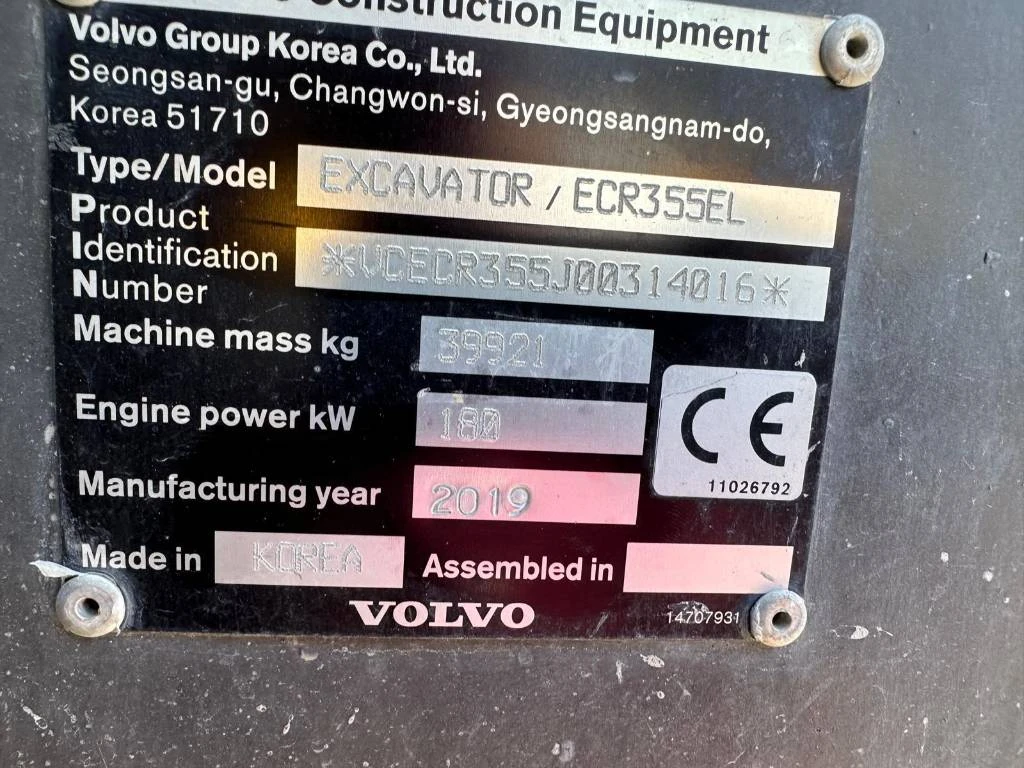 Construction Equipment
Volvo Group Korea Co., Ltd.
Seongsan-gu, Changwon-si, Gyeongsangnam-do,
Korea 51710
Type/Model EXCAVATOR / ECR355EL
Product
Identification *VCECR355J00314016*
Number
Machine mass kg 39921
Engine power kW 180
CE
Manufacturing year 2019
11026792
Made in KOREA Assembled in
VOLVO 14707931